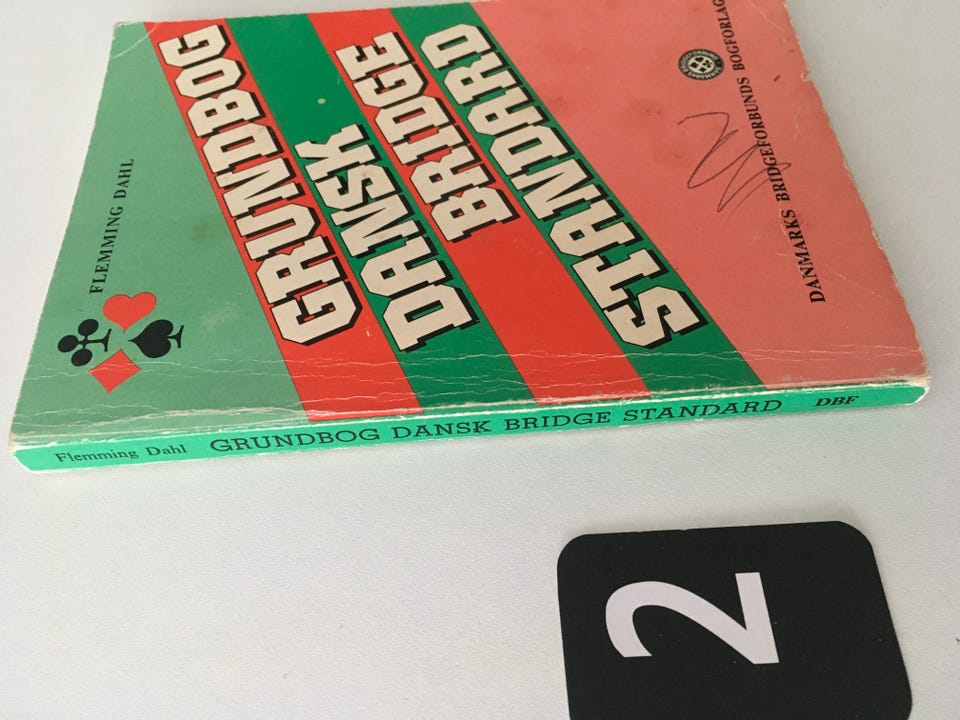 FLEMMING DAHL
GRUNDBOG
DANSK
BRIDGE
STANDARD
DANMARKS BRIDGEFORBUNDS BOGFORLAG
Flemming Dahl GRUNDBOG DANSK BRIDGE STANDARD DBF
2